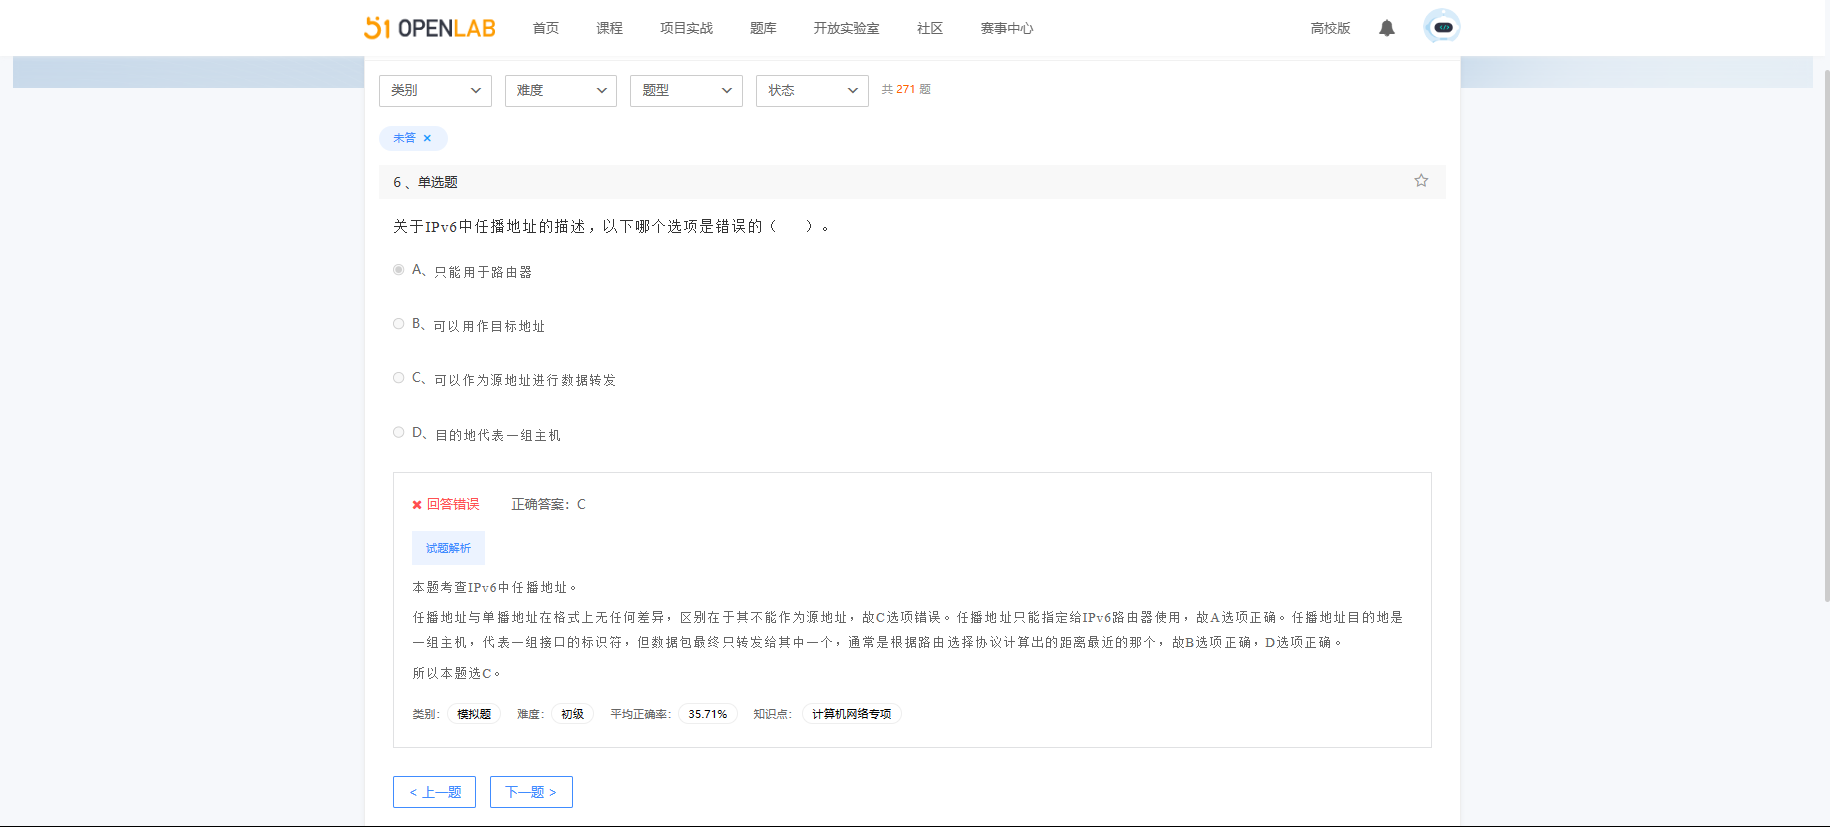 51 OPENLAB 首页 课程 项目实战 题库 开放实验室 社区 赛事中心 高校版
类别 难度 题型 状态 共 271 题
未答 ×
6 、单选题
关于IPv6中任播地址的描述，以下哪个选项是错误的（ ）。
A、只能用于路由器
B、可以用作目标地址
C、可以作为源地址进行数据转发
D、目的地代表一组主机
回答错误 正确答案：C
试题解析
本题考查IPv6中任播地址。
任播地址与单播地址在格式上无任何差异，区别在于其不能作为源地址，故C选项错误。任播地址只能指定给IPv6路由器使用，故A选项正确。任播地址目的地是
一组主机，代表一组接口的标识符，但数据包最终只转发给其中一个，通常是根据路由选择协议计算出的距离最近的那个，故B选项正确，D选项正确。
所以本题选C。
类别： 模拟题 难度： 初级 平均正确率： 35.71% 知识点： 计算机网络专项
< 上一题 下一题 >